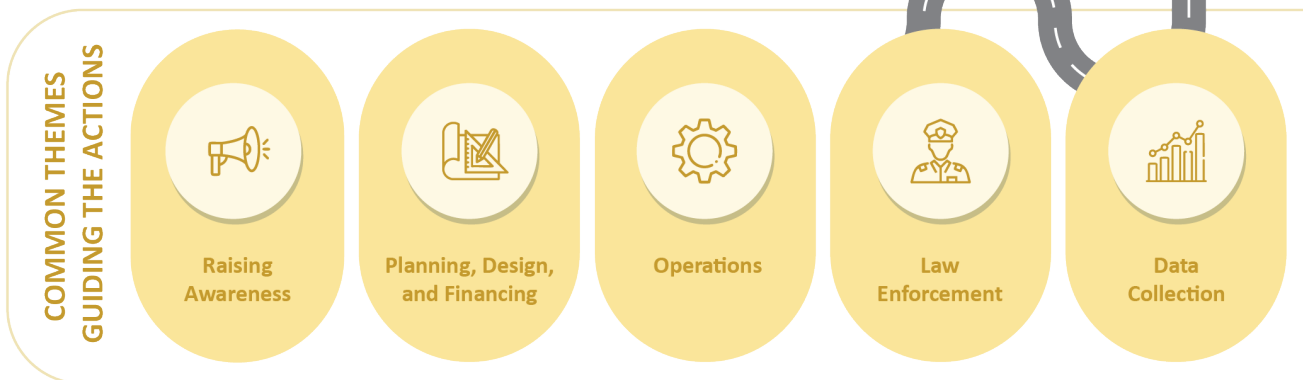 COMMON THEMES
GUIDING THE ACTIONS
Raising
Awareness
Planning, Design,
and Financing
Operations
Law
Enforcement
Data
Collection